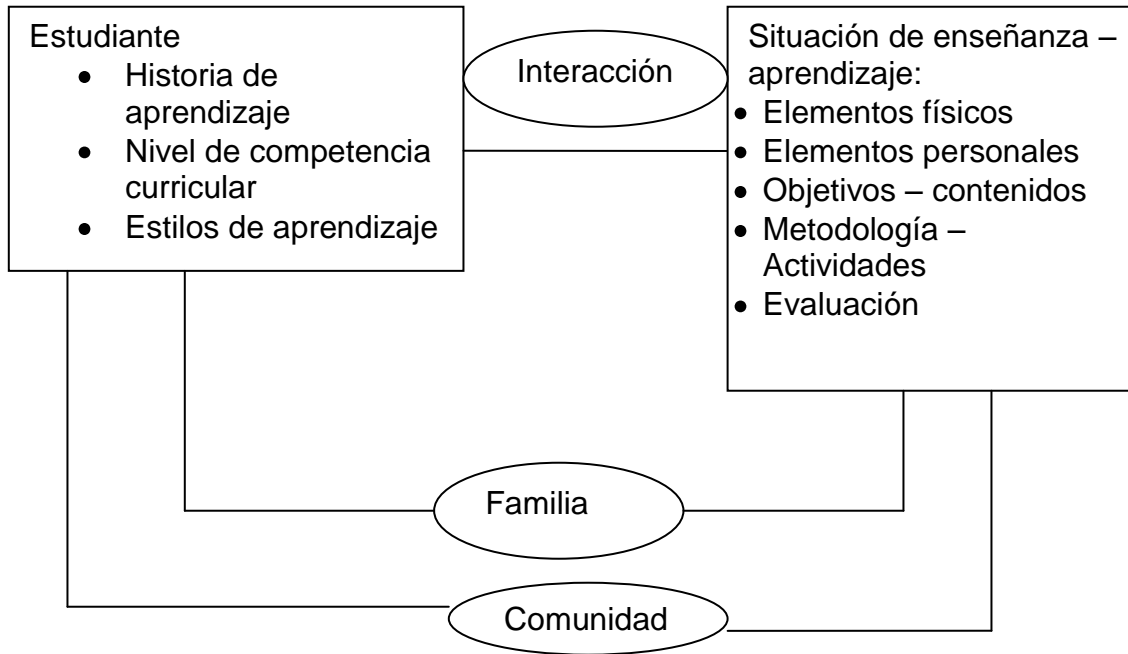 Estudiante
• Historia de
aprendizaje
• Nivel de competencia
curricular
• Estilos de aprendizaje
Interacción
Situación de enseñanza –
aprendizaje:
• Elementos físicos
• Elementos personales
• Objetivos – contenidos
• Metodología –
Actividades
• Evaluación
Familia
Comunidad